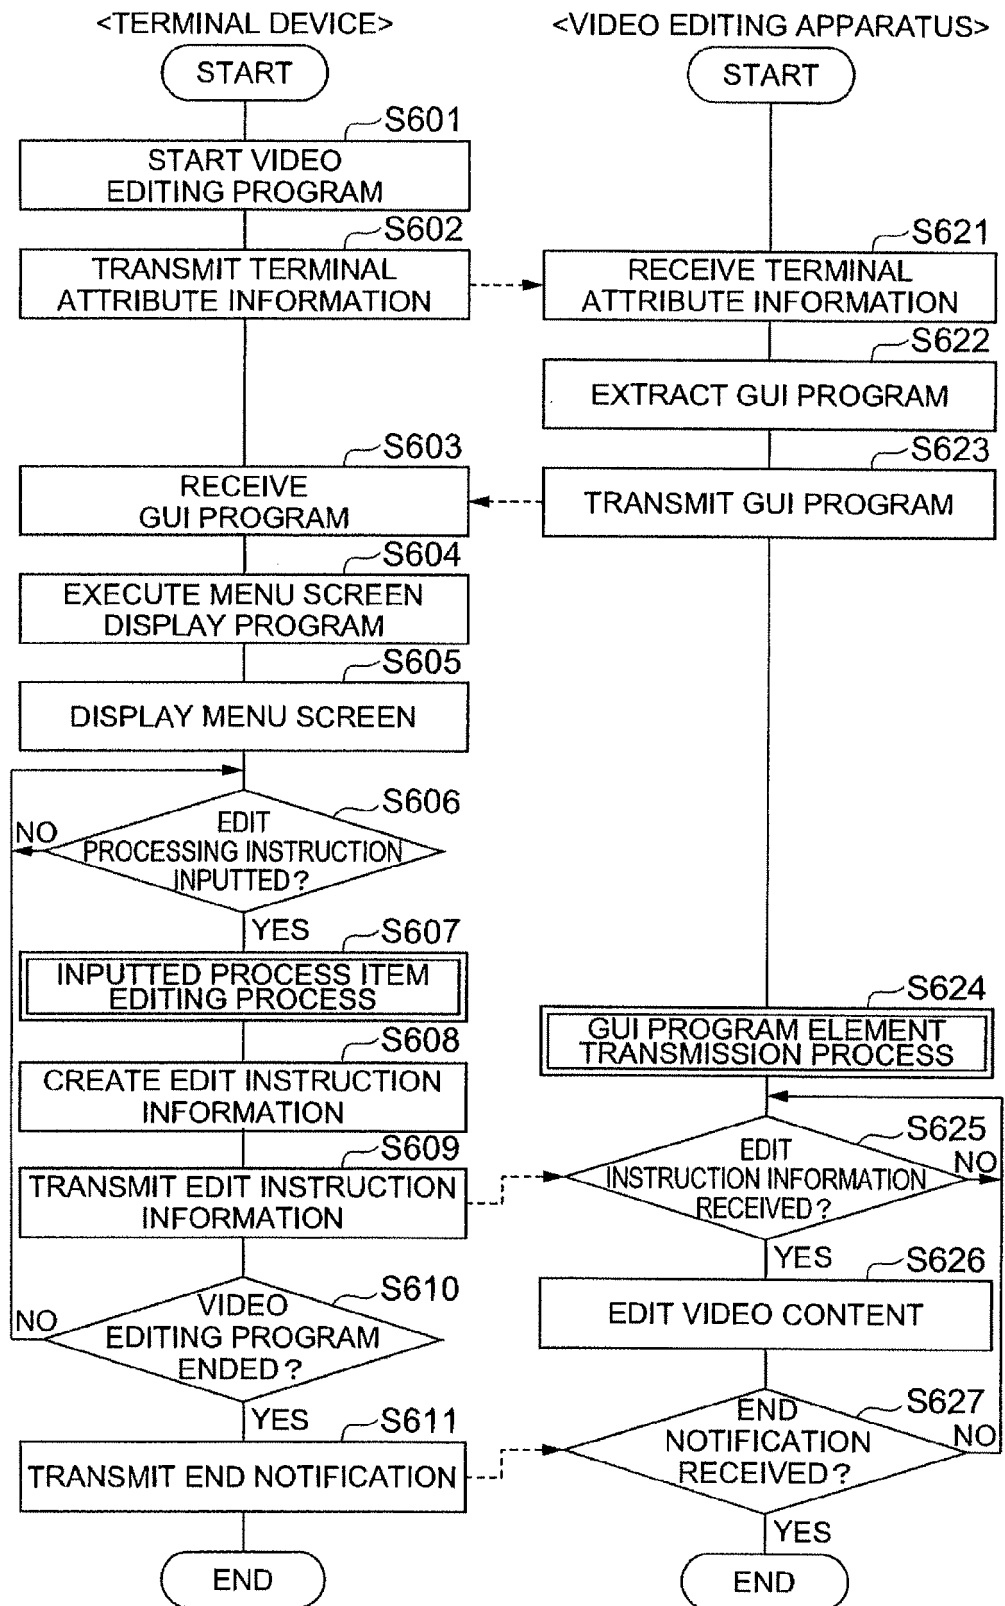 <TERMINAL DEVICE>
START
S601
START VIDEO
EDITING PROGRAM
S602
TRANSMIT TERMINAL
ATTRIBUTE INFORMATION
S603
RECEIVE
GUI PROGRAM
S604
EXECUTE MENU SCREEN
DISPLAY PROGRAM
S605
DISPLAY MENU SCREEN
S606
EDIT
PROCESSING INSTRUCTION
INPUTTED?
NO
YES
S607
INPUTTED PROCESS ITEM
EDITING PROCESS
S608
CREATE EDIT INSTRUCTION
INFORMATION
S609
TRANSMIT EDIT INSTRUCTION
INFORMATION
S610
VIDEO
EDITING PROGRAM
ENDED?
NO
YES
S611
TRANSMIT END NOTIFICATION
END
<VIDEO EDITING APPARATUS>
START
S621
RECEIVE TERMINAL
ATTRIBUTE INFORMATION
S622
EXTRACT GUI PROGRAM
S623
TRANSMIT GUI PROGRAM
S624
GUI PROGRAM ELEMENT
TRANSMISSION PROCESS
S625
EDIT
INSTRUCTION INFORMATION
RECEIVED?
NO
YES
S626
EDIT VIDEO CONTENT
S627
END
NOTIFICATION
RECEIVED?
NO
YES
END